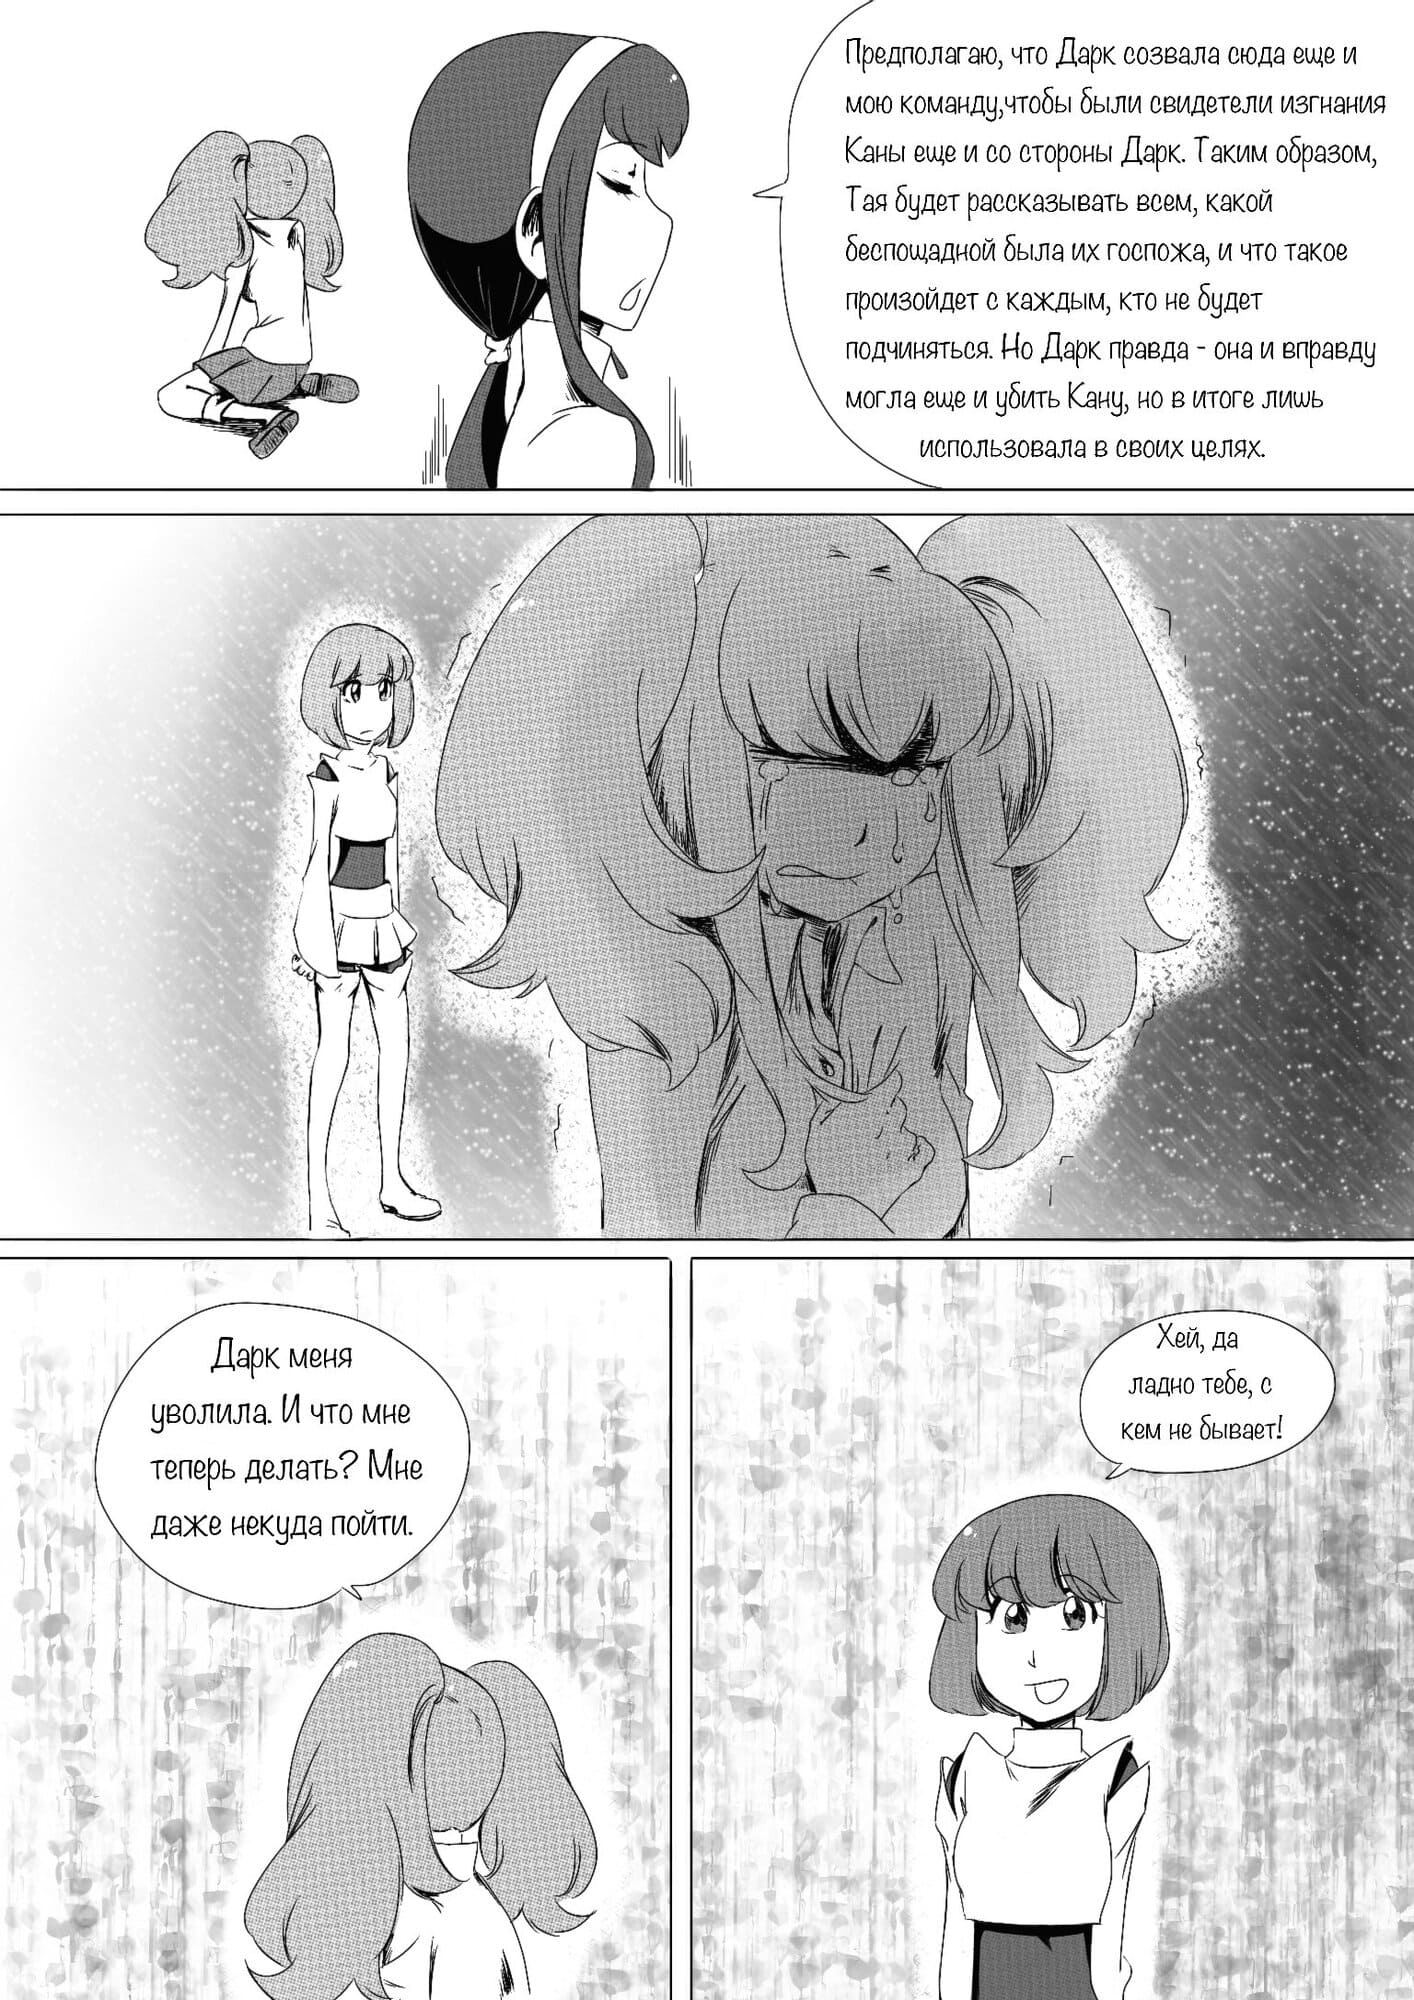 Предполагаю, что Дарк созвала сюда еще и
мою команду,чтобы были свидетели изгнания
Каны еще и со стороны Дарк. Таким образом,
Тая будет рассказывать всем, какой
беспощадной была их госпожа, и что такое
произойдет с каждым, кто не будет
подчиняться. Но Дарк правда - она и вправду
могла еще и убить Кану, но в итоге лишь
использовала в своих целях.
Дарк меня
уволила. И что мне
теперь делать? Мне
даже некуда пойти.
Хей, да
ладно тебе, с
кем не бывает!